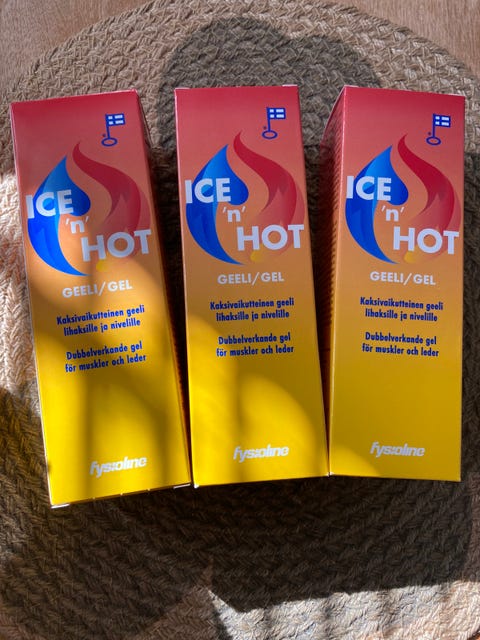 ICE
'n'
HOT
GEELI/GEL
Kaksivaikutteinen geeli
lihaksille ja nivelille
Dubbelverkande gel
för muskler och leder
fysioline
ICE
'n'
HOT
GEELI/GEL
Kaksivaikutteinen geeli
lihaksille ja nivelille
Dubbelverkande gel
för muskler och leder
fysioline
ICE
'n'
HOT
GEELI/GEL
Kaksivaikutteinen geeli
lihaksille ja nivelille
Dubbelverkande gel
för muskler och leder
fysioline